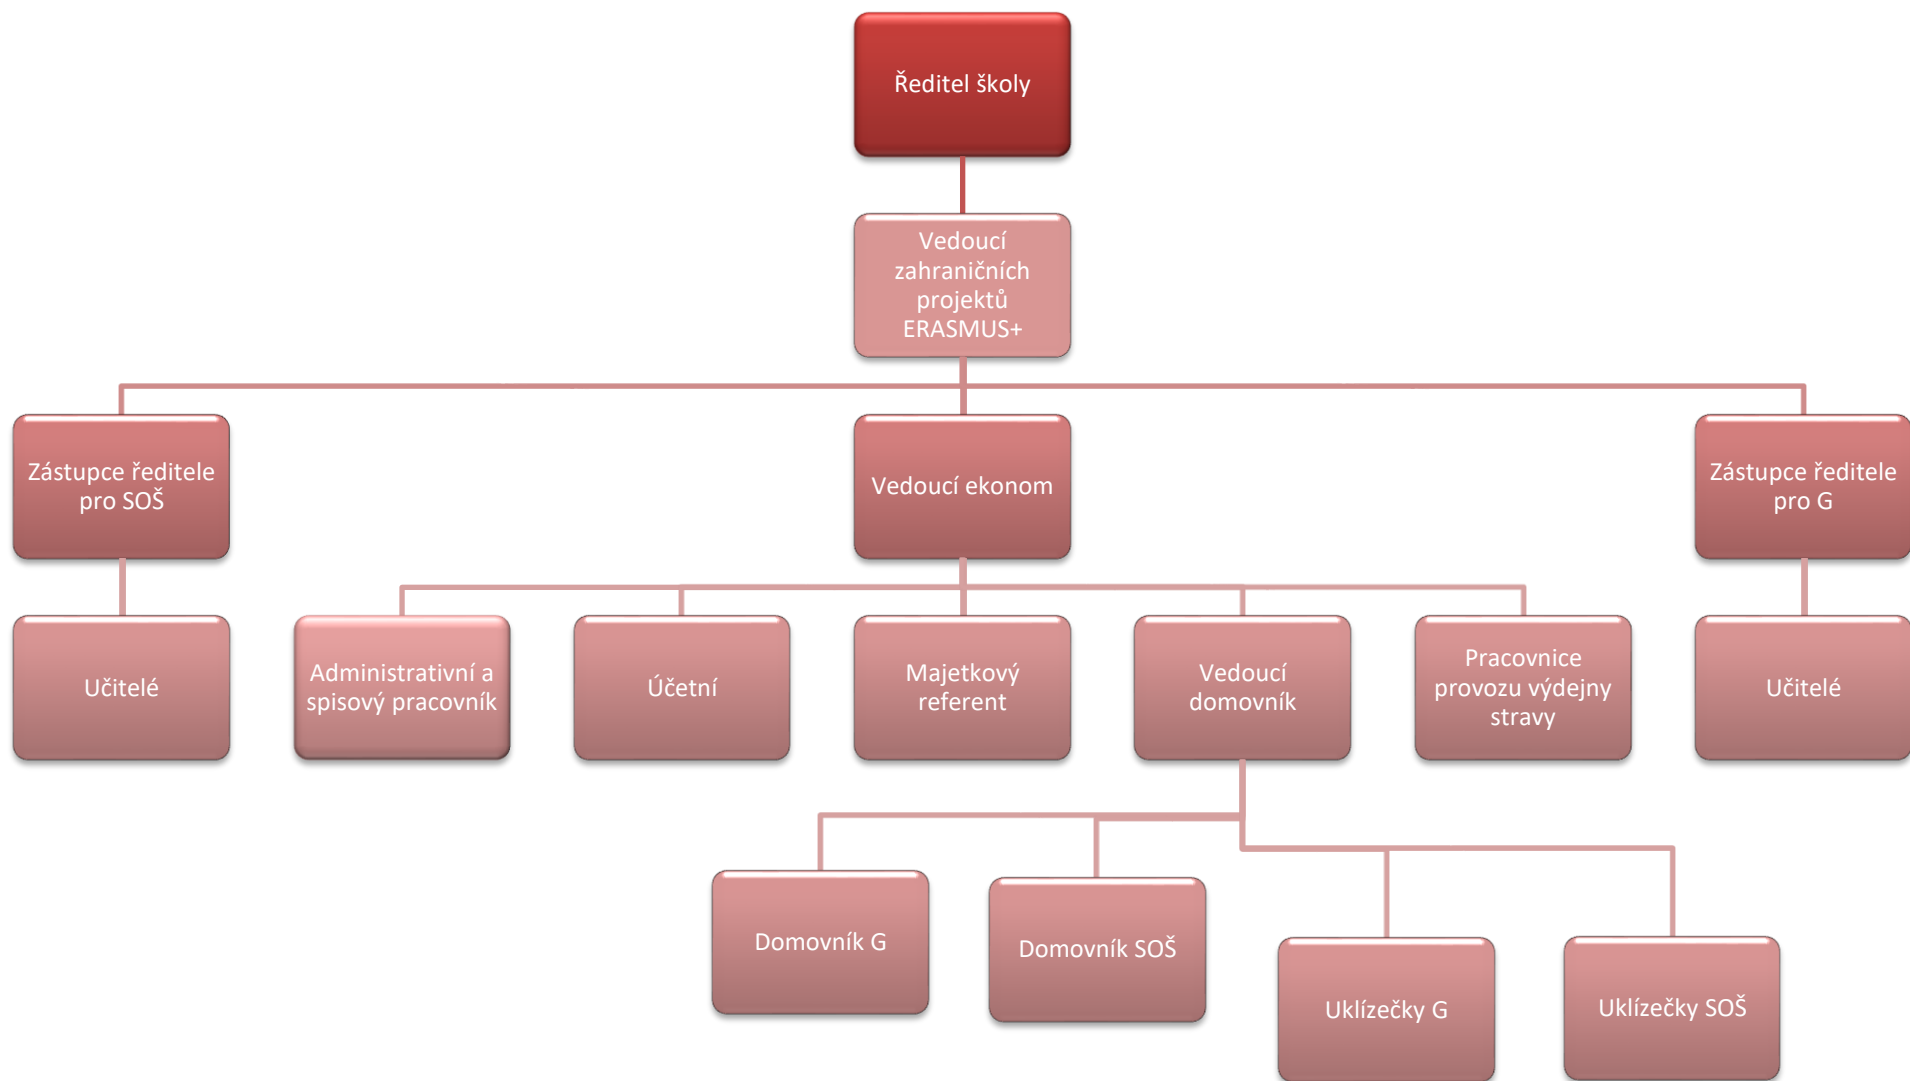 Ředitel školy
Vedoucí
zahraničních
projektů
ERASMUS+
Zástupce ředitele
pro SOŠ
Vedoucí ekonom
Zástupce ředitele
pro G
Učitelé
Administrativní a
spisový pracovník
Účetní
Majetkový
referent
Vedoucí
domovník
Pracovnice
provozu výdejny
stravy
Učitelé
Domovník G
Domovník SOŠ
Uklízečky G
Uklízečky SOŠ